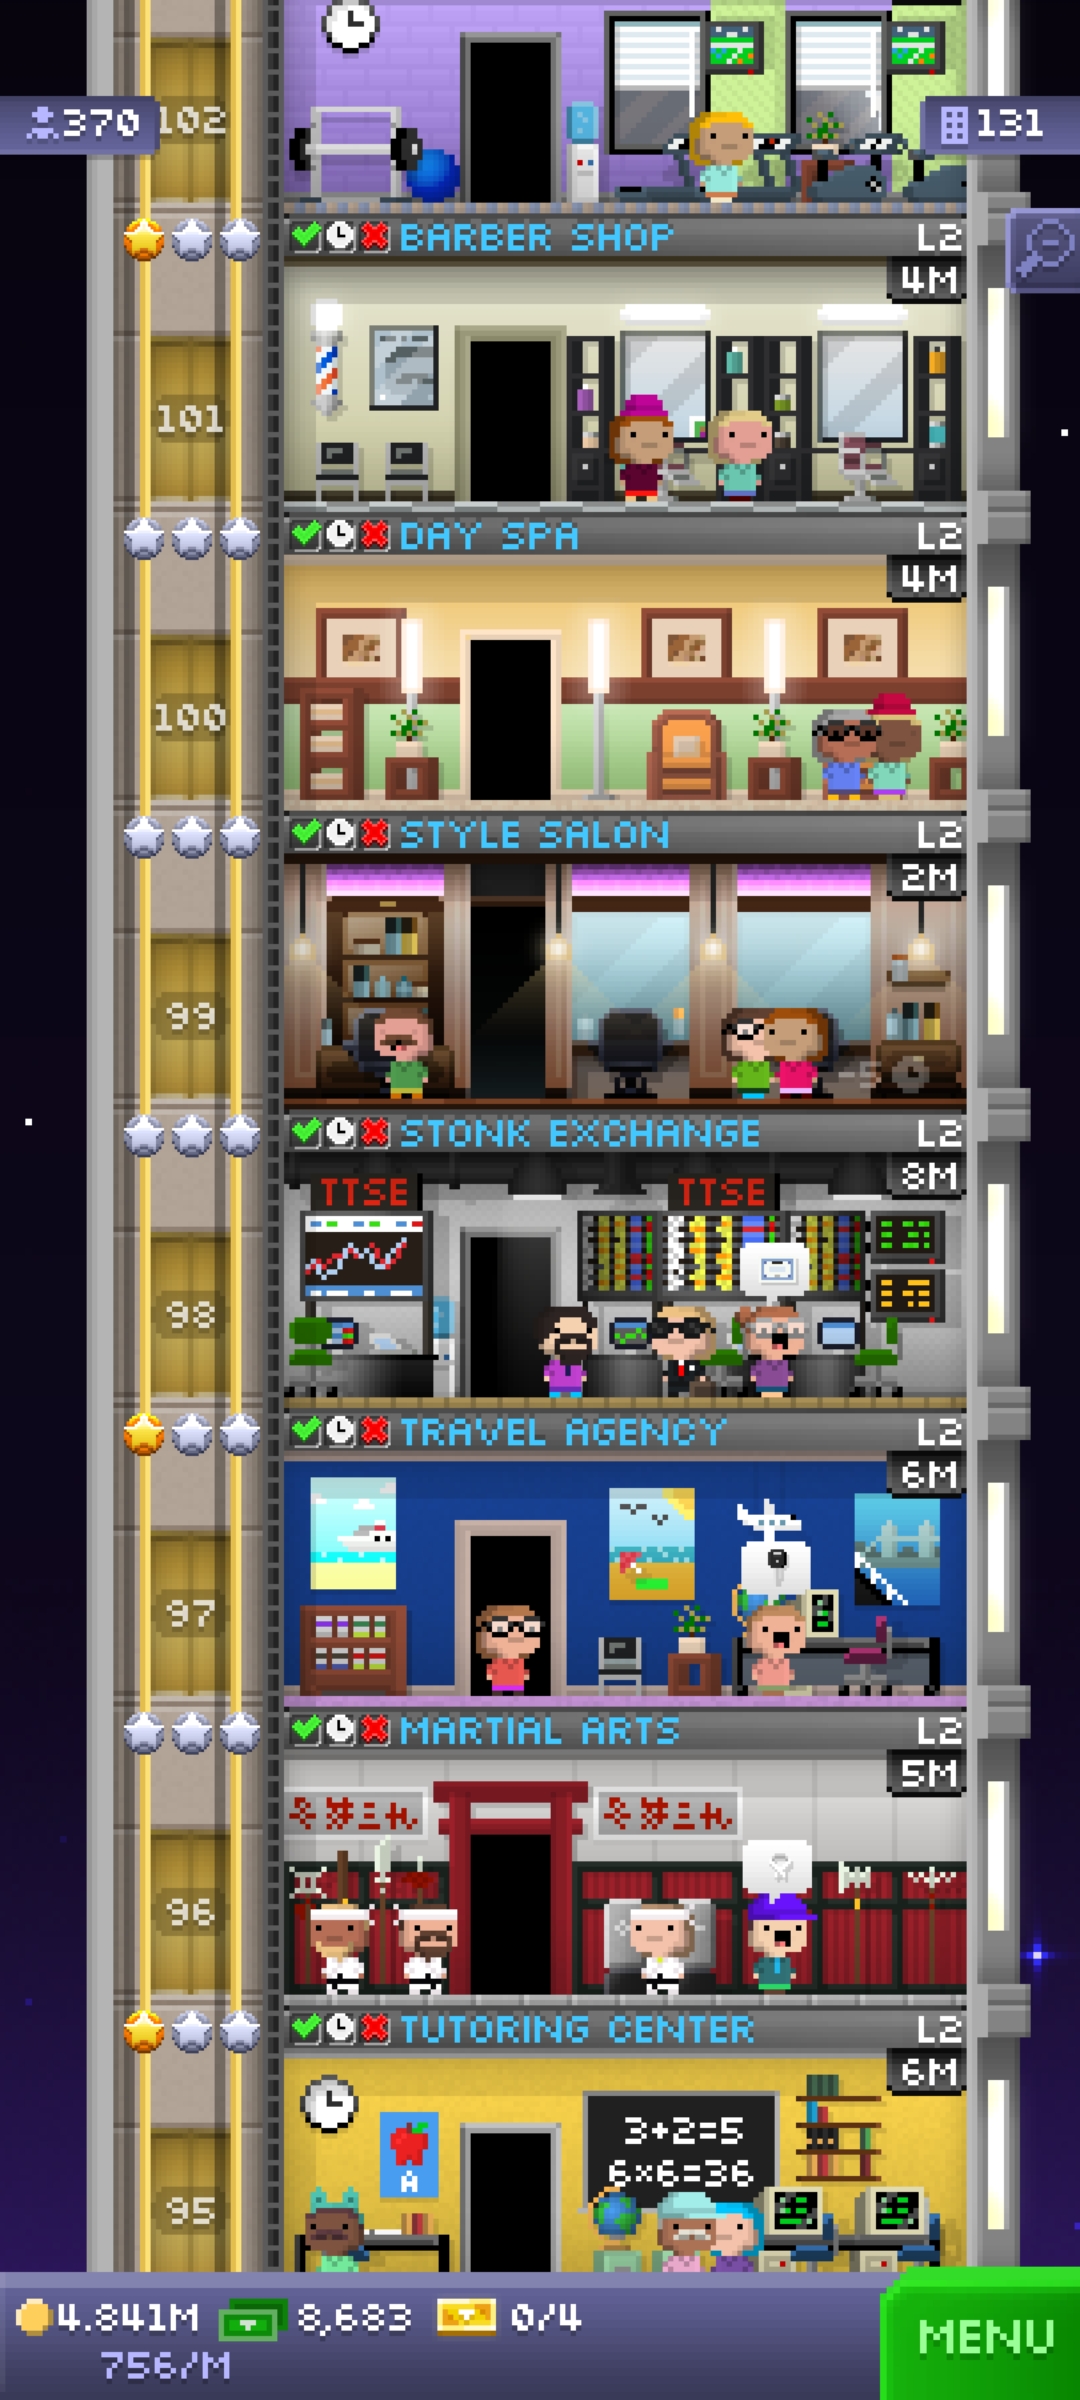 102
370
131
BARBER SHOP L2
4M
101
DAY SPA L2
4M
100
STYLE SALON L2
2M
99
STONK EXCHANGE L2
8M
TTSE TTSE
98
TRAVEL AGENCY L2
6M
97
MARTIAL ARTS L2
5M
96
TUTORING CENTER L2
6M
3+2=5
6x6=36
A
95
4.841M 8,683 0/4
756/M
MENU